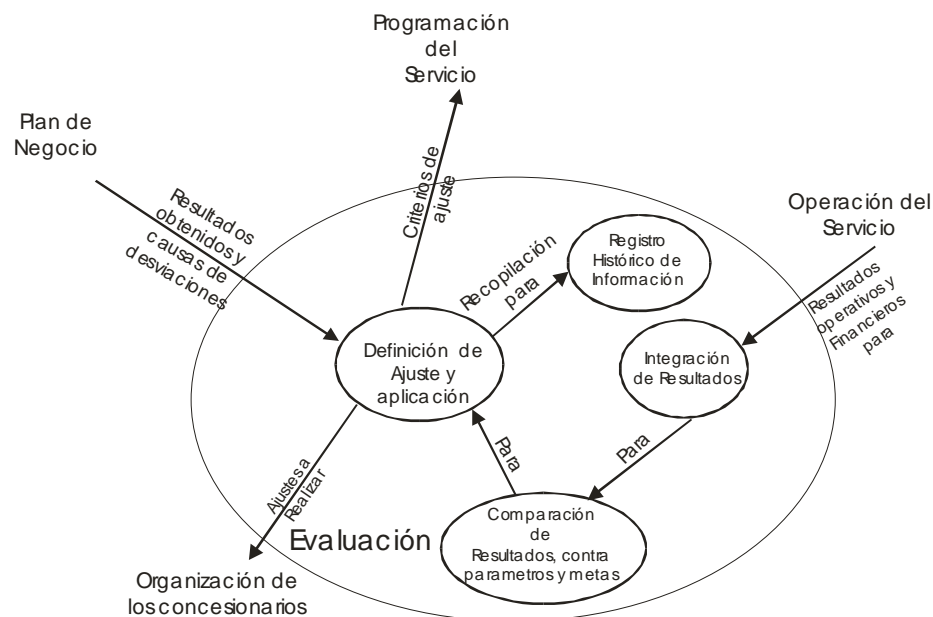 Programación
del
Servicio
Plan de
Negocio
Resultados
obtenidos y
causas de
desviaciones
Criterios de
ajuste
Operación del
Servicio
Resultados
operativos y
Financieros para
para
Recopilación
para
Registro
Histórico de
Información
Definición de
Ajuste y
aplicación
Integración
de Resultados
Para
Para
Ajustes a
Realizar
Comparación
de
Resultados, contra
parametros y metas
Evaluación
Organización de
los concesionarios